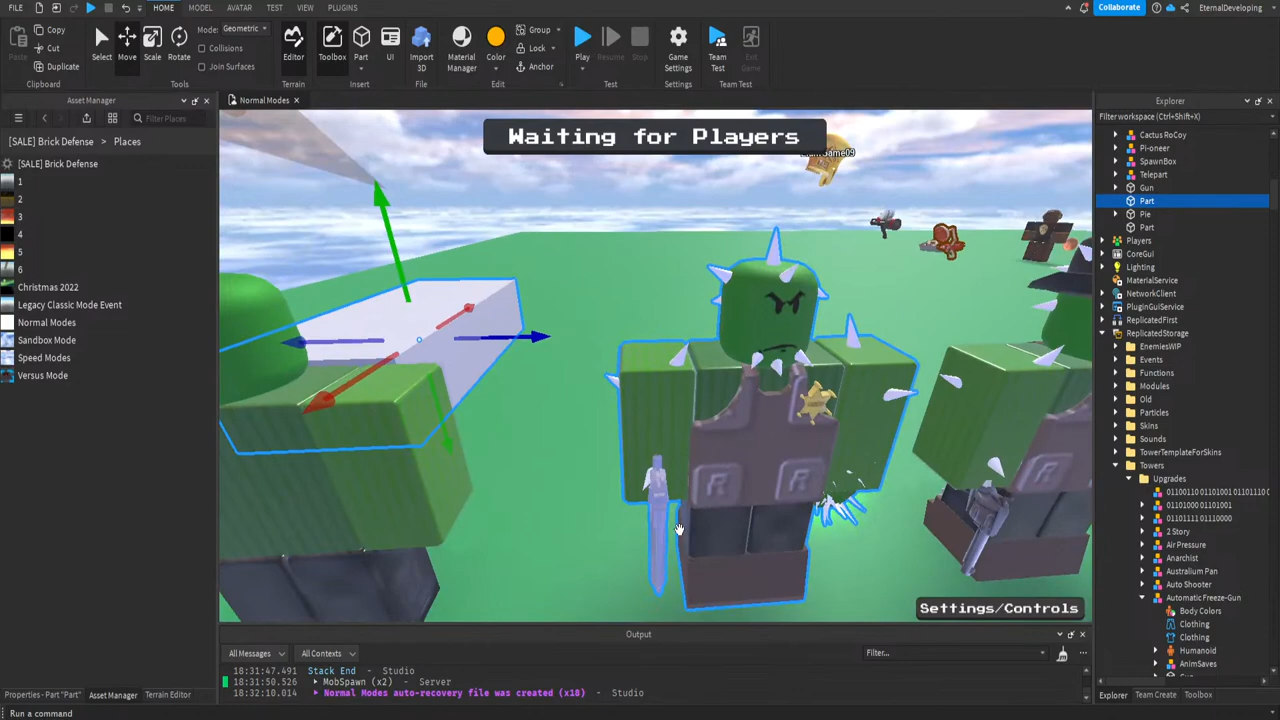 FILE HOME MODEL AVATAR TEST VIEW PLUGINS Collaborate EternalDeveloping
Copy Mode: Geometric Group
Cut Collisions Lock
Paste Duplicate Select Move Scale Rotate Join Surfaces Editor Toolbox Part UI Import 3D Material Manager Color Anchor Play Resume Stop Game Settings Team Test Exit Game
Clipboard Tools Terrain Insert File Edit Test Settings Team Test
Asset Manager
Filter Places
[SALE] Brick Defense > Places
[SALE] Brick Defense
1
2
3
4
5
6
Christmas 2022
Legacy Classic Mode Event
Normal Modes
Sandbox Mode
Speed Modes
Versus Mode
Properties - Part "Part" Asset Manager Terrain Editor
Run a command
Normal Modes
Waiting for Players
R R
Settings/Controls
Output
All Messages All Contexts Filter...
18:31:47.491 Stack End - Studio
18:31:50.526 MobSpawn (x2) - Server
18:32:10.014 Normal Modes auto-recovery file was created (x18) - Studio
Explorer
Filter workspace (Ctrl+Shift+X)
Cactus RoCoy
Pi-oneer
SpawnBox
Telepart
Gun
Part
Pie
Part
Players
CoreGui
Lighting
MaterialService
NetworkClient
PluginGuiService
ReplicatedFirst
ReplicatedStorage
EnemiesWIP
Events
Functions
Modules
Old
Particles
Skins
Sounds
TowerTemplateForSkins
Towers
Upgrades
01100110 01101001 01101110
01101000 01101001
01101111 01110000
2 Story
Air Pressure
Anarchist
Australium Pan
Auto Shooter
Automatic Freeze-Gun
Body Colors
Clothing
Clothing
Humanoid
AnimSaves
Explorer Team Create Toolbox